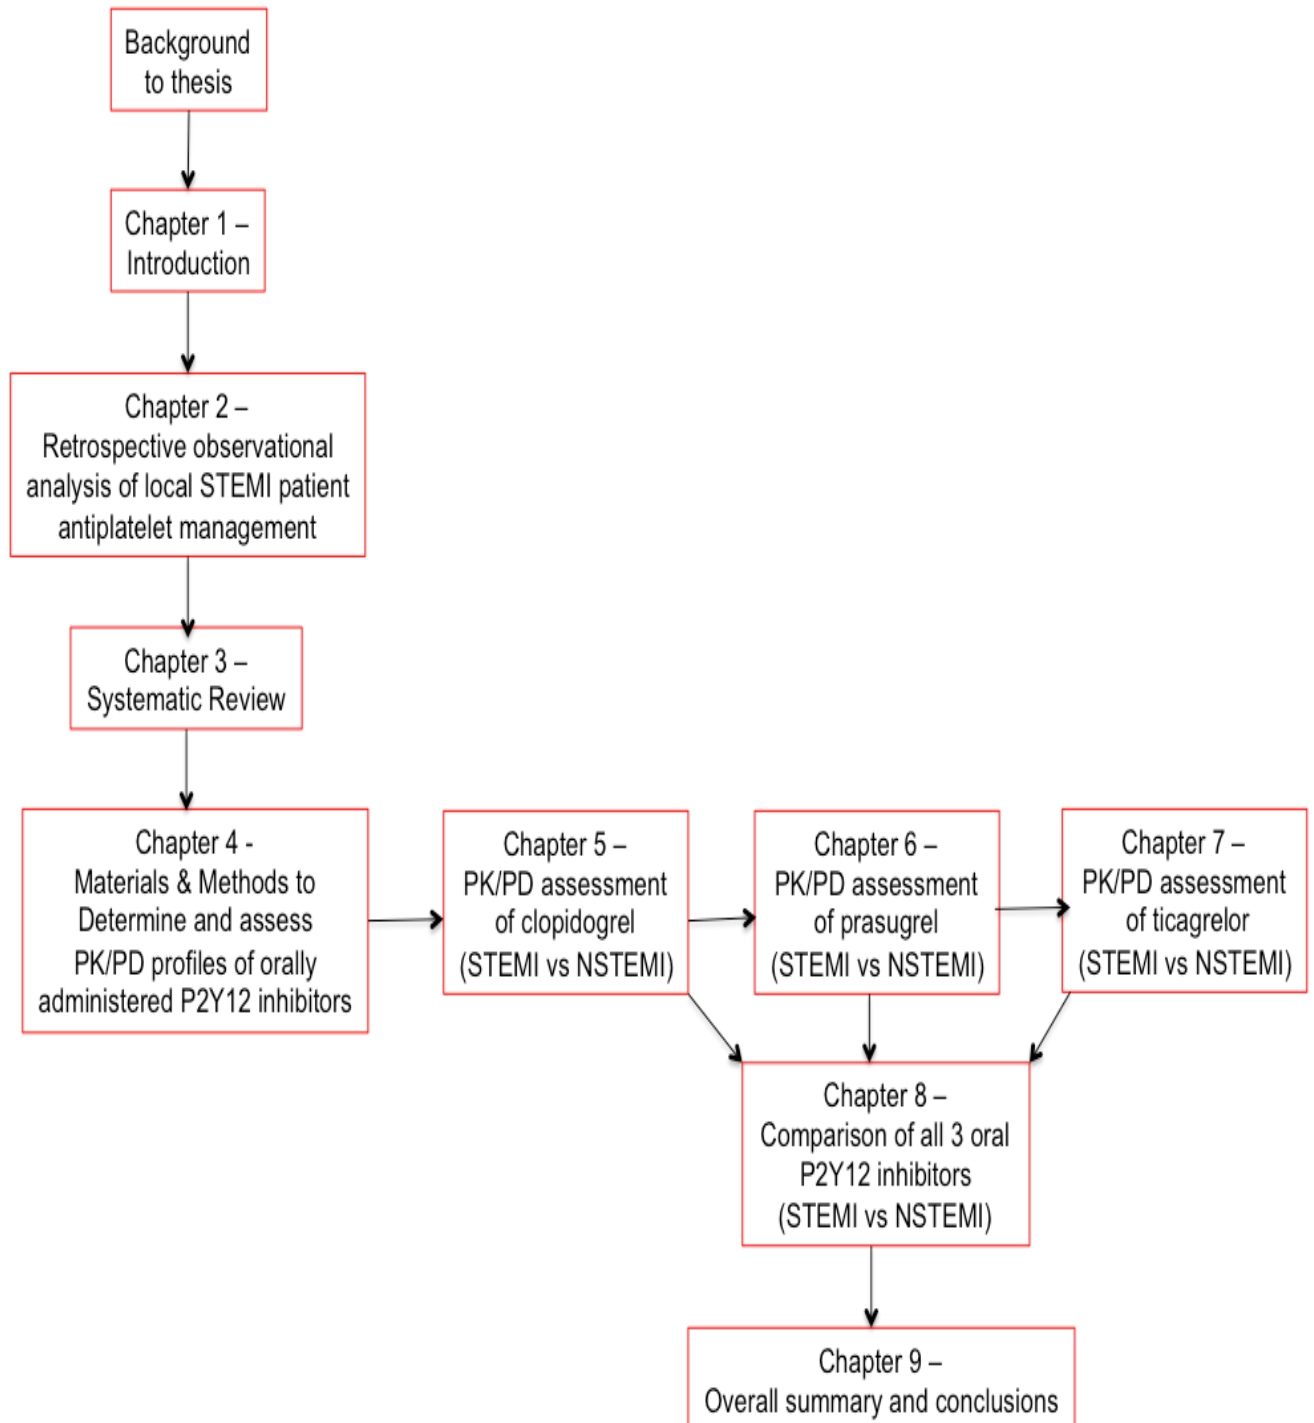 Background
to thesis
Chapter 1 –
Introduction
Chapter 2 –
Retrospective observational
analysis of local STEMI patient
antiplatelet management
Chapter 3 –
Systematic Review
Chapter 4 -
Materials & Methods to
Determine and assess
PK/PD profiles of orally
administered P2Y12 inhibitors
Chapter 5 –
PK/PD assessment
of clopidogrel
(STEMI vs NSTEMI)
Chapter 6 –
PK/PD assessment
of prasugrel
(STEMI vs NSTEMI)
Chapter 7 –
PK/PD assessment
of ticagrelor
(STEMI vs NSTEMI)
Chapter 8 –
Comparison of all 3 oral
P2Y12 inhibitors
(STEMI vs NSTEMI)
Chapter 9 –
Overall summary and conclusions